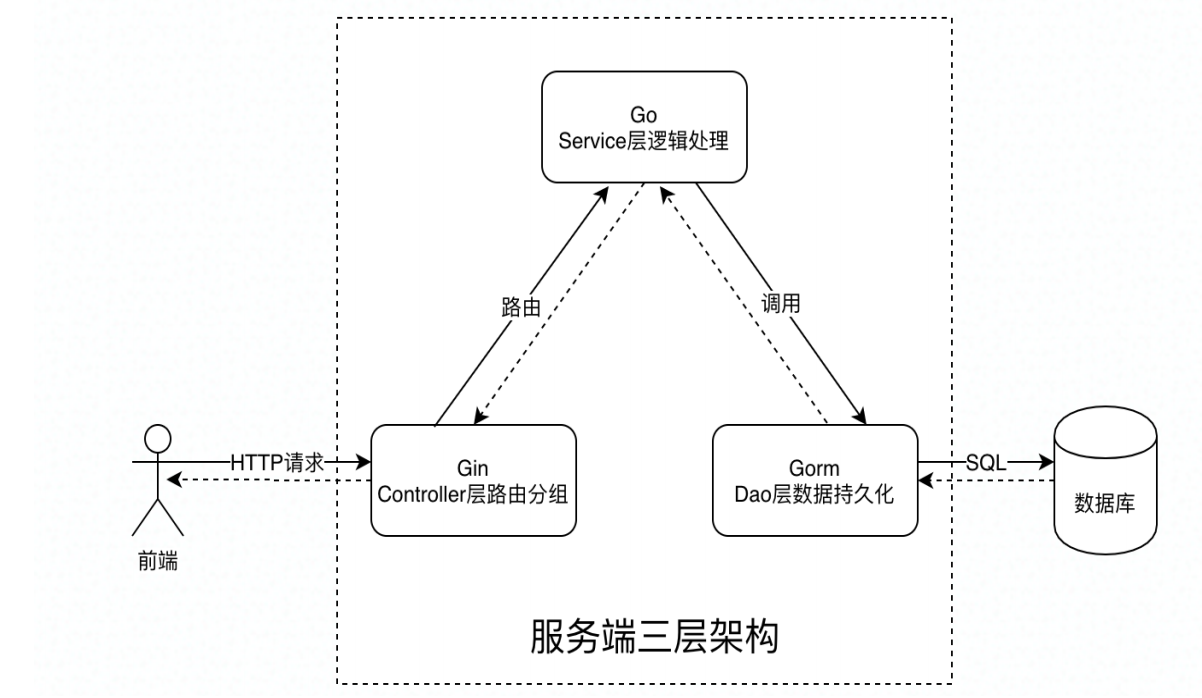 Go
Service层逻辑处理
路由
调用
HTTP请求
Gin
Controller层路由分组
Gorm
Dao层数据持久化
SQL
数据库
前端
服务端三层架构